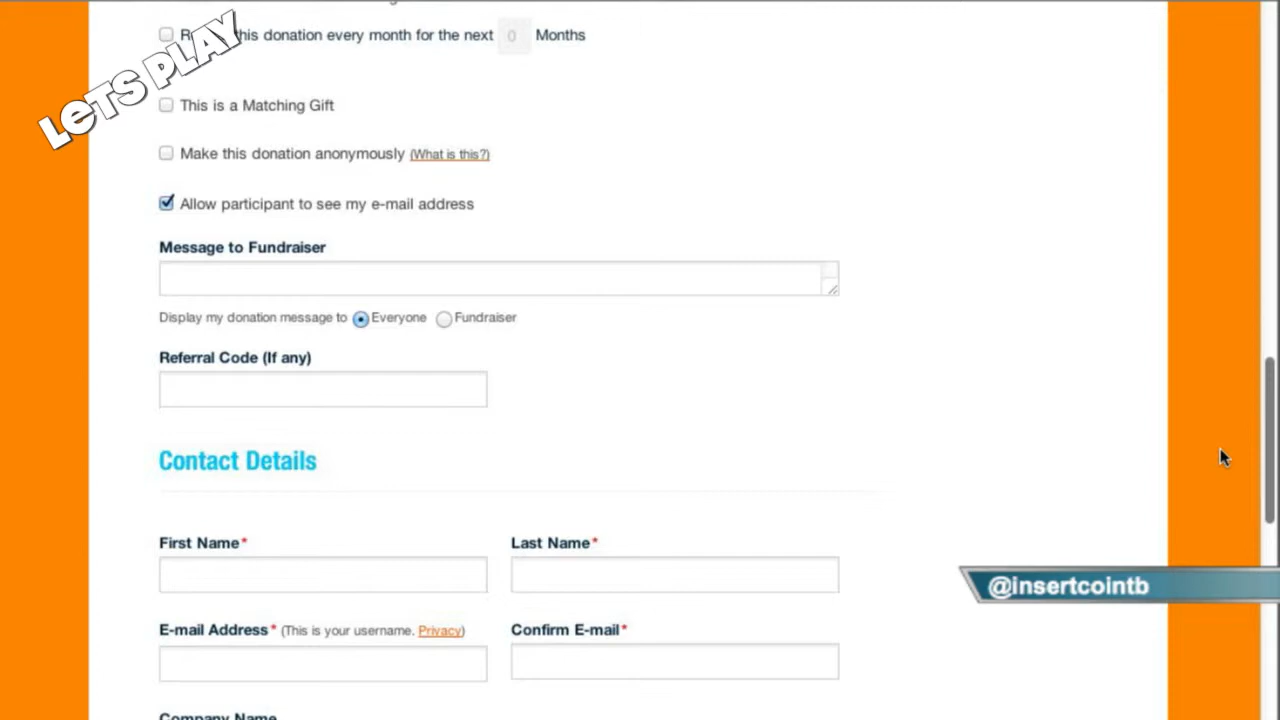 LETS PLAY
this donation every month for the next 0 Months
This is a Matching Gift
Make this donation anonymously (What is this?)
Allow participant to see my e-mail address
Message to Fundraiser
Display my donation message to Everyone Fundraiser
Referral Code (If any)
Contact Details
First Name* Last Name*
@insertcointb
E-mail Address* (This is your username. Privacy) Confirm E-mail*
Company Name